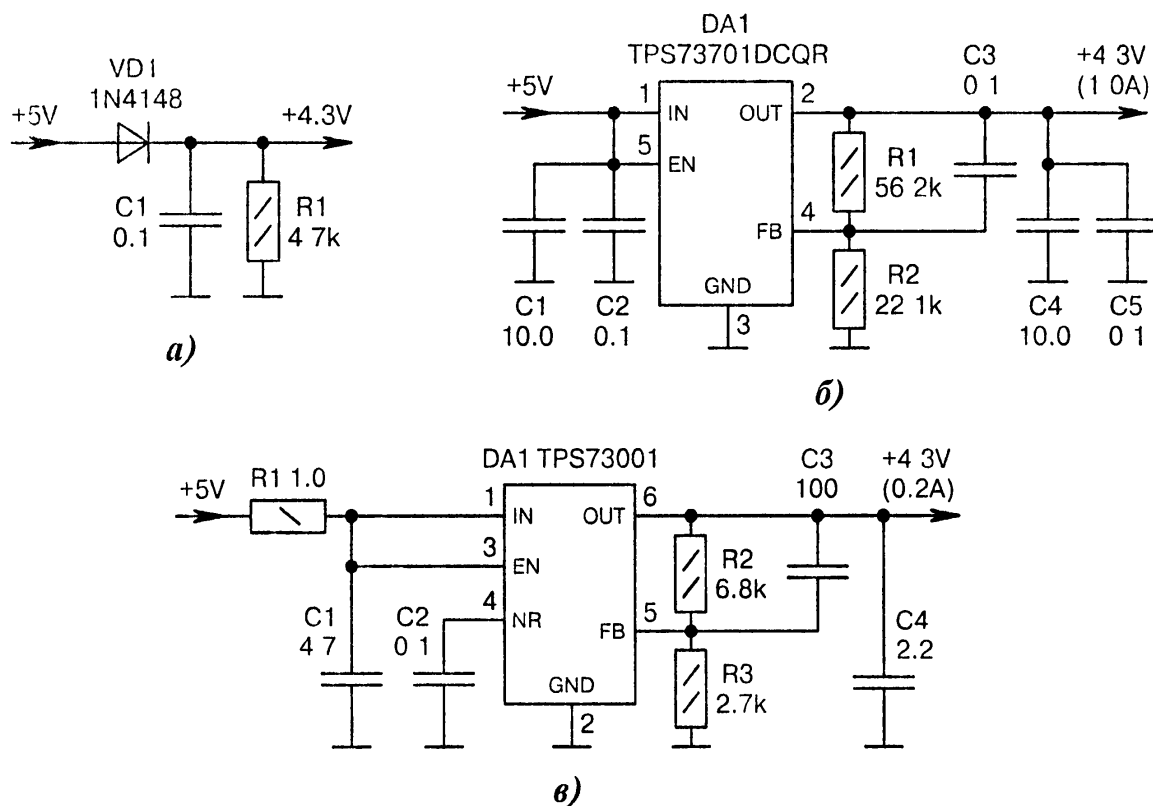 VD1
1N4148
+5V
+4.3V
C1
0.1
R1
4 7k
а)
DA1
TPS73701DCQR
+5V
1
IN
5
EN
OUT
2
4
FB
GND
3
C1
10.0
C2
0.1
R1
56 2k
R2
22 1k
C3
0 1
+4 3V
(1 0A)
C4
10.0
C5
0 1
б)
DA1 TPS73001
+5V
R1 1.0
1
IN
3
EN
4
NR
OUT
6
5
FB
GND
2
C1
4 7
C2
0 1
R2
6.8k
R3
2.7k
C3
100
+4 3V
(0.2A)
C4
2.2
в)